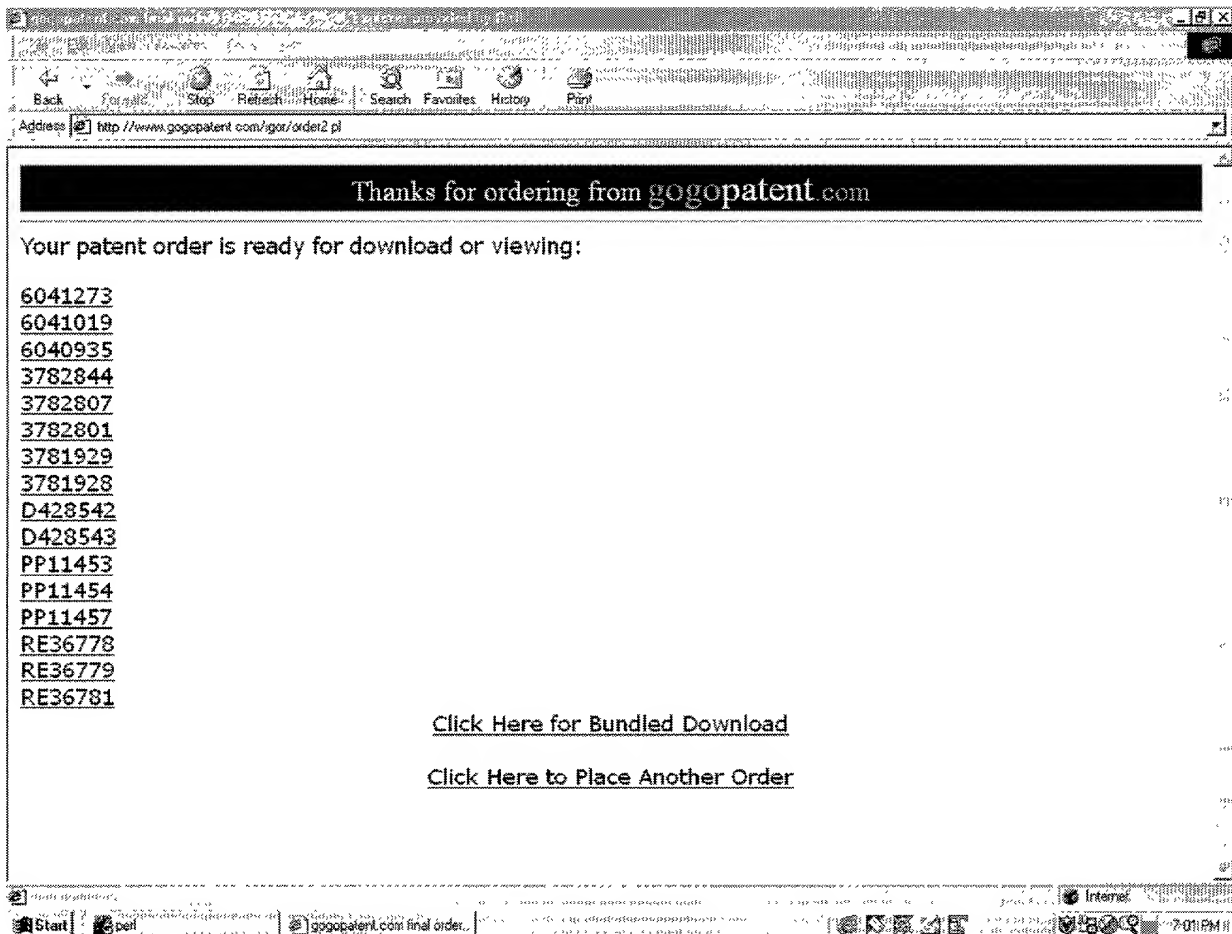 Back Stop Refresh Home Search Favorites History Print
Address http //www.gogopatent com/igor/order2 pl
Thanks for ordering from gogopatent.com
Your patent order is ready for download or viewing:
6041273
6041019
6040935
3782844
3782807
3782801
3781929
3781928
D428542
D428543
PP11453
PP11454
PP11457
RE36778
RE36779
RE36781
Click Here for Bundled Download
Click Here to Place Another Order
Internet
Start perl gogopatent.com final order.. 7:01 PM